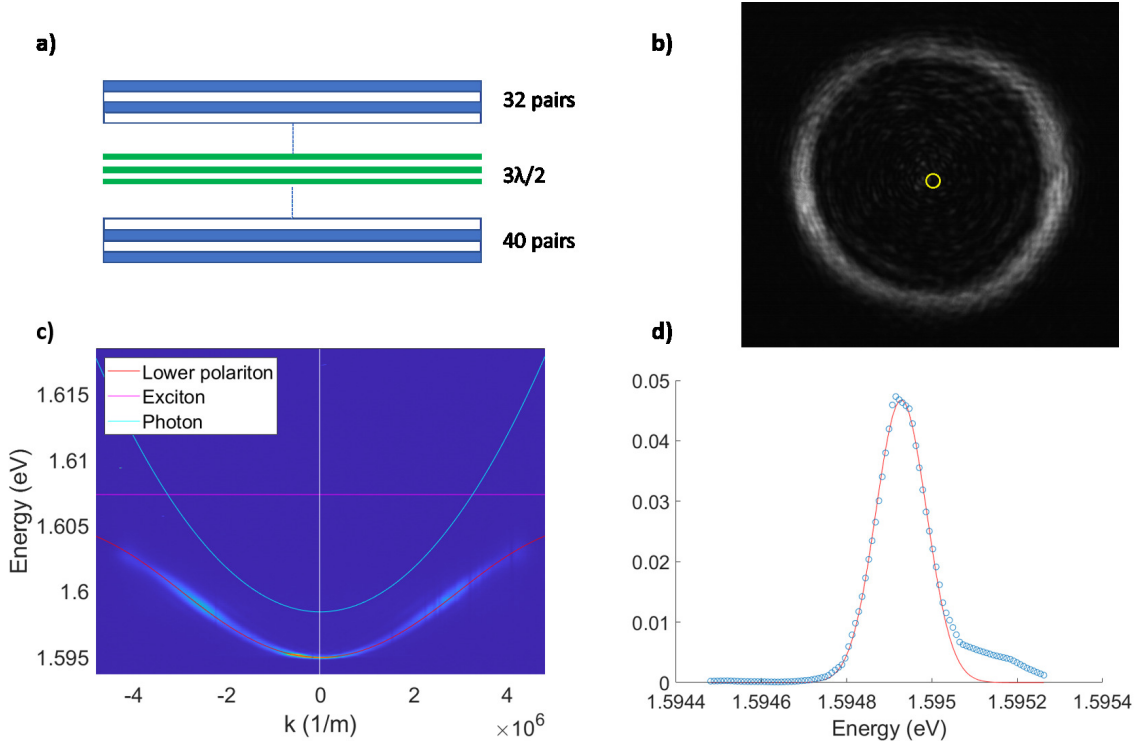 a)
32 pairs
3λ/2
40 pairs
b)
c)
Lower polariton
Exciton
Photon
1.615
1.61
1.605
1.6
1.595
Energy (eV)
-4
-2
0
2
4
k (1/m)
×10⁶
d)
0.05
0.04
0.03
0.02
0.01
0
1.5944
1.5946
1.5948
1.595
1.5952
1.5954
Energy (eV)